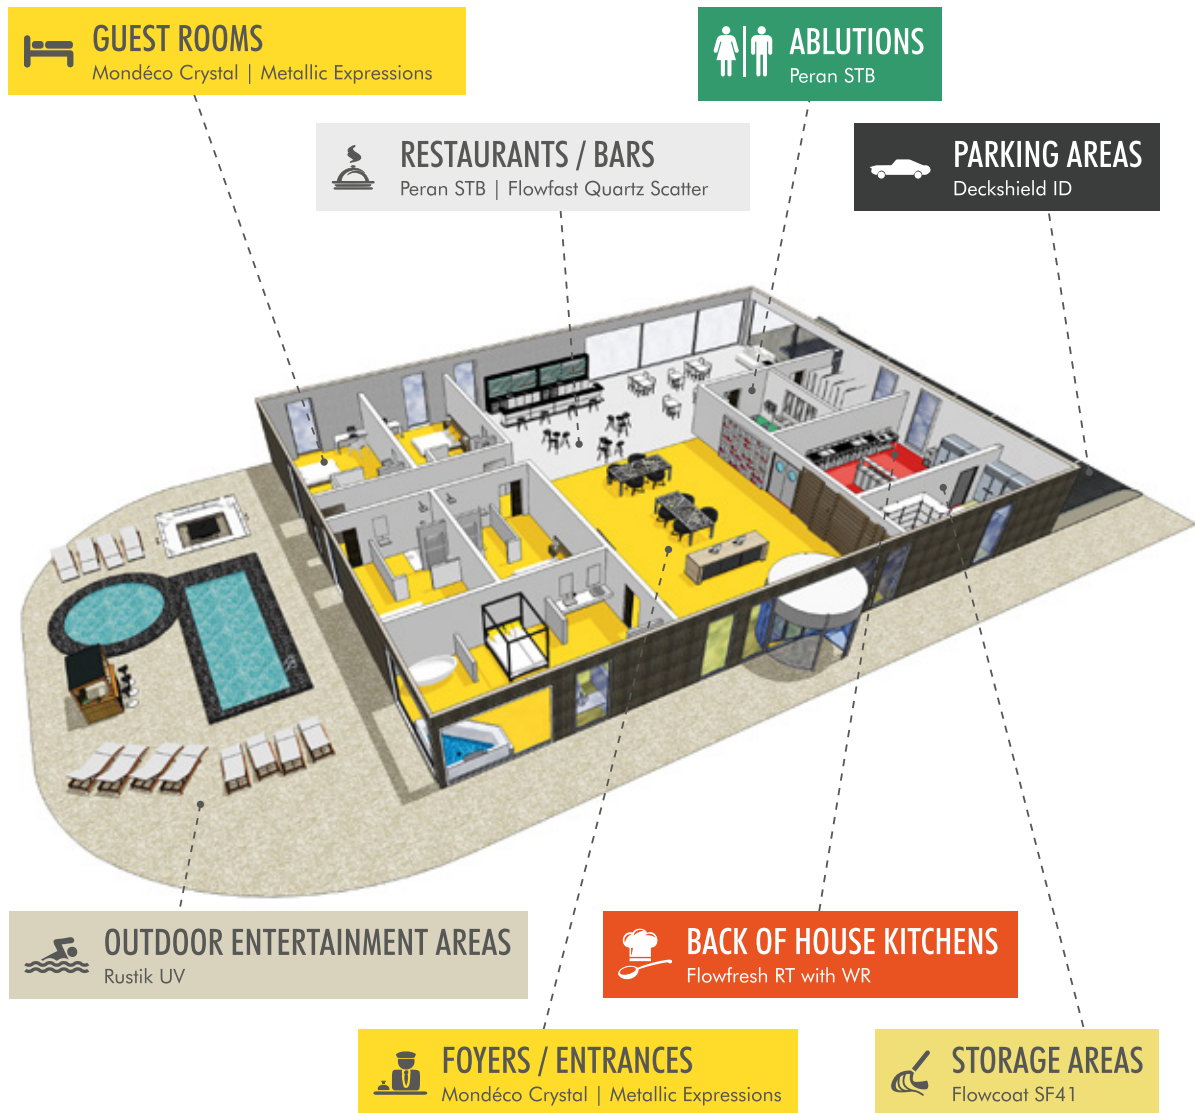 GUEST ROOMS
Mondéco Crystal | Metallic Expressions
ABLUTIONS
Peran STB
RESTAURANTS / BARS
Peran STB | Flowfast Quartz Scatter
PARKING AREAS
Deckshield ID
OUTDOOR ENTERTAINMENT AREAS
Rustik UV
BACK OF HOUSE KITCHENS
Flowfresh RT with WR
FOYERS / ENTRANCES
Mondéco Crystal | Metallic Expressions
STORAGE AREAS
Flowcoat SF41